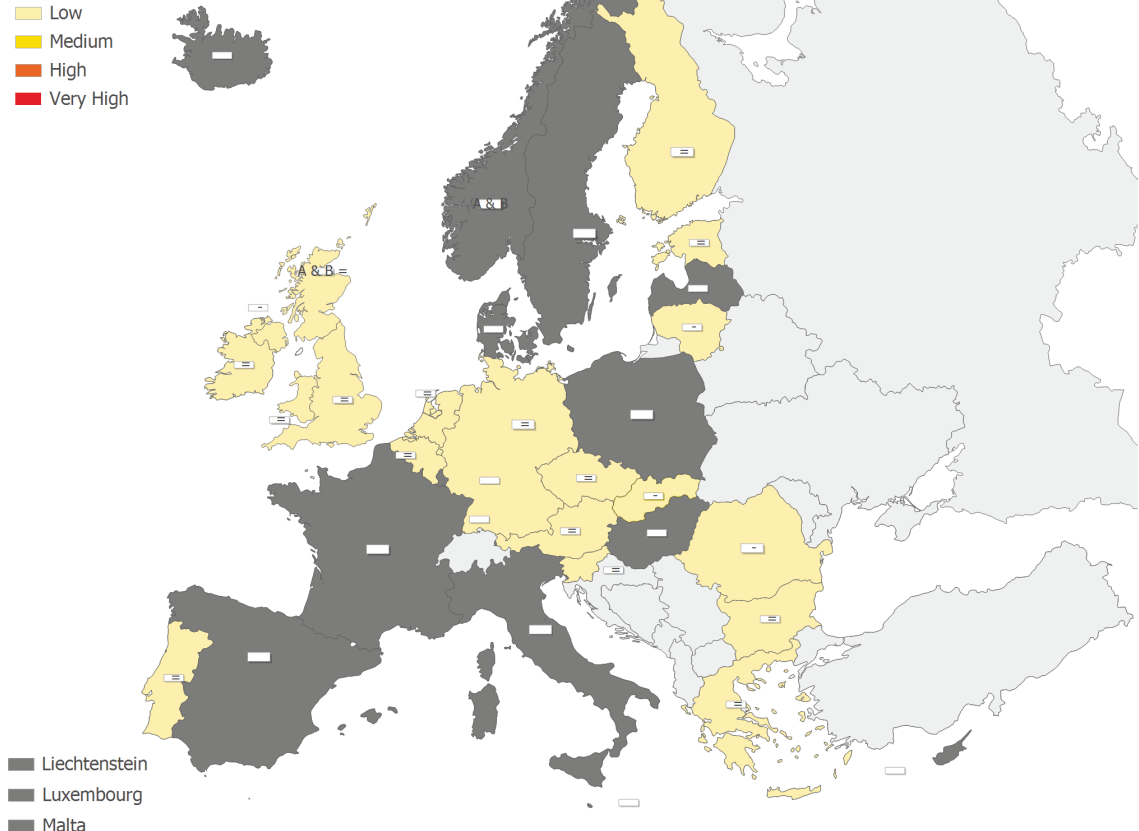 Low
Medium
High
Very High
A & B
A & B =
=
=
-
-
=
=
=
=
-
=
=
=
-
=
-
=
=
=
=
Liechtenstein
Luxembourg
Malta